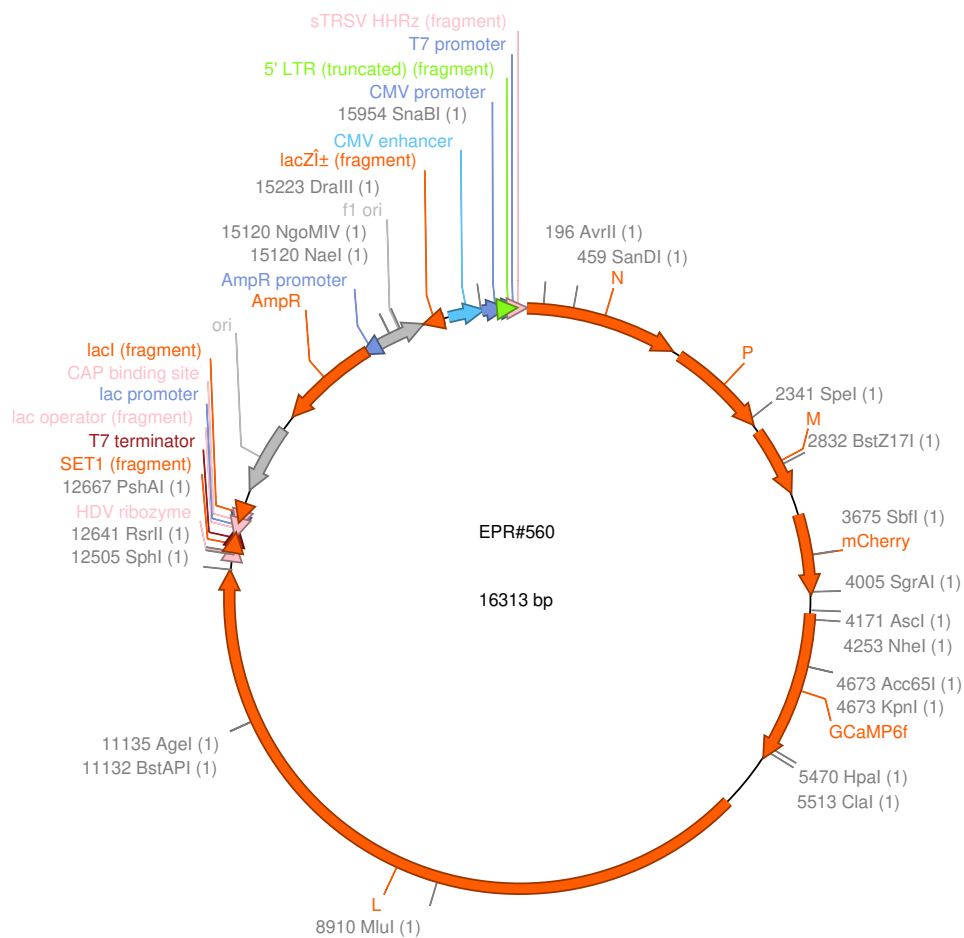 sTRSV HHRz (fragment)
T7 promoter
5' LTR (truncated) (fragment)
CMV promoter
15954 SnaBI (1)
CMV enhancer
lacZÎ± (fragment)
15223 DraIII (1)
f1 ori
15120 NgoMIV (1)
15120 NaeI (1)
AmpR promoter
AmpR
ori
lacI (fragment)
CAP binding site
lac promoter
lac operator (fragment)
T7 terminator
SET1 (fragment)
12667 PshAI (1)
HDV ribozyme
12641 RsrII (1)
12505 SphI (1)
196 AvrII (1)
459 SanDI (1)
N
P
2341 SpeI (1)
M
2832 BstZ17I (1)
3675 SbfI (1)
mCherry
4005 SgrAI (1)
4171 AscI (1)
4253 NheI (1)
4673 Acc65I (1)
4673 KpnI (1)
GCaMP6f
5470 HpaI (1)
5513 ClaI (1)
EPR#560
16313 bp
11135 AgeI (1)
11132 BstAPI (1)
L
8910 MluI (1)